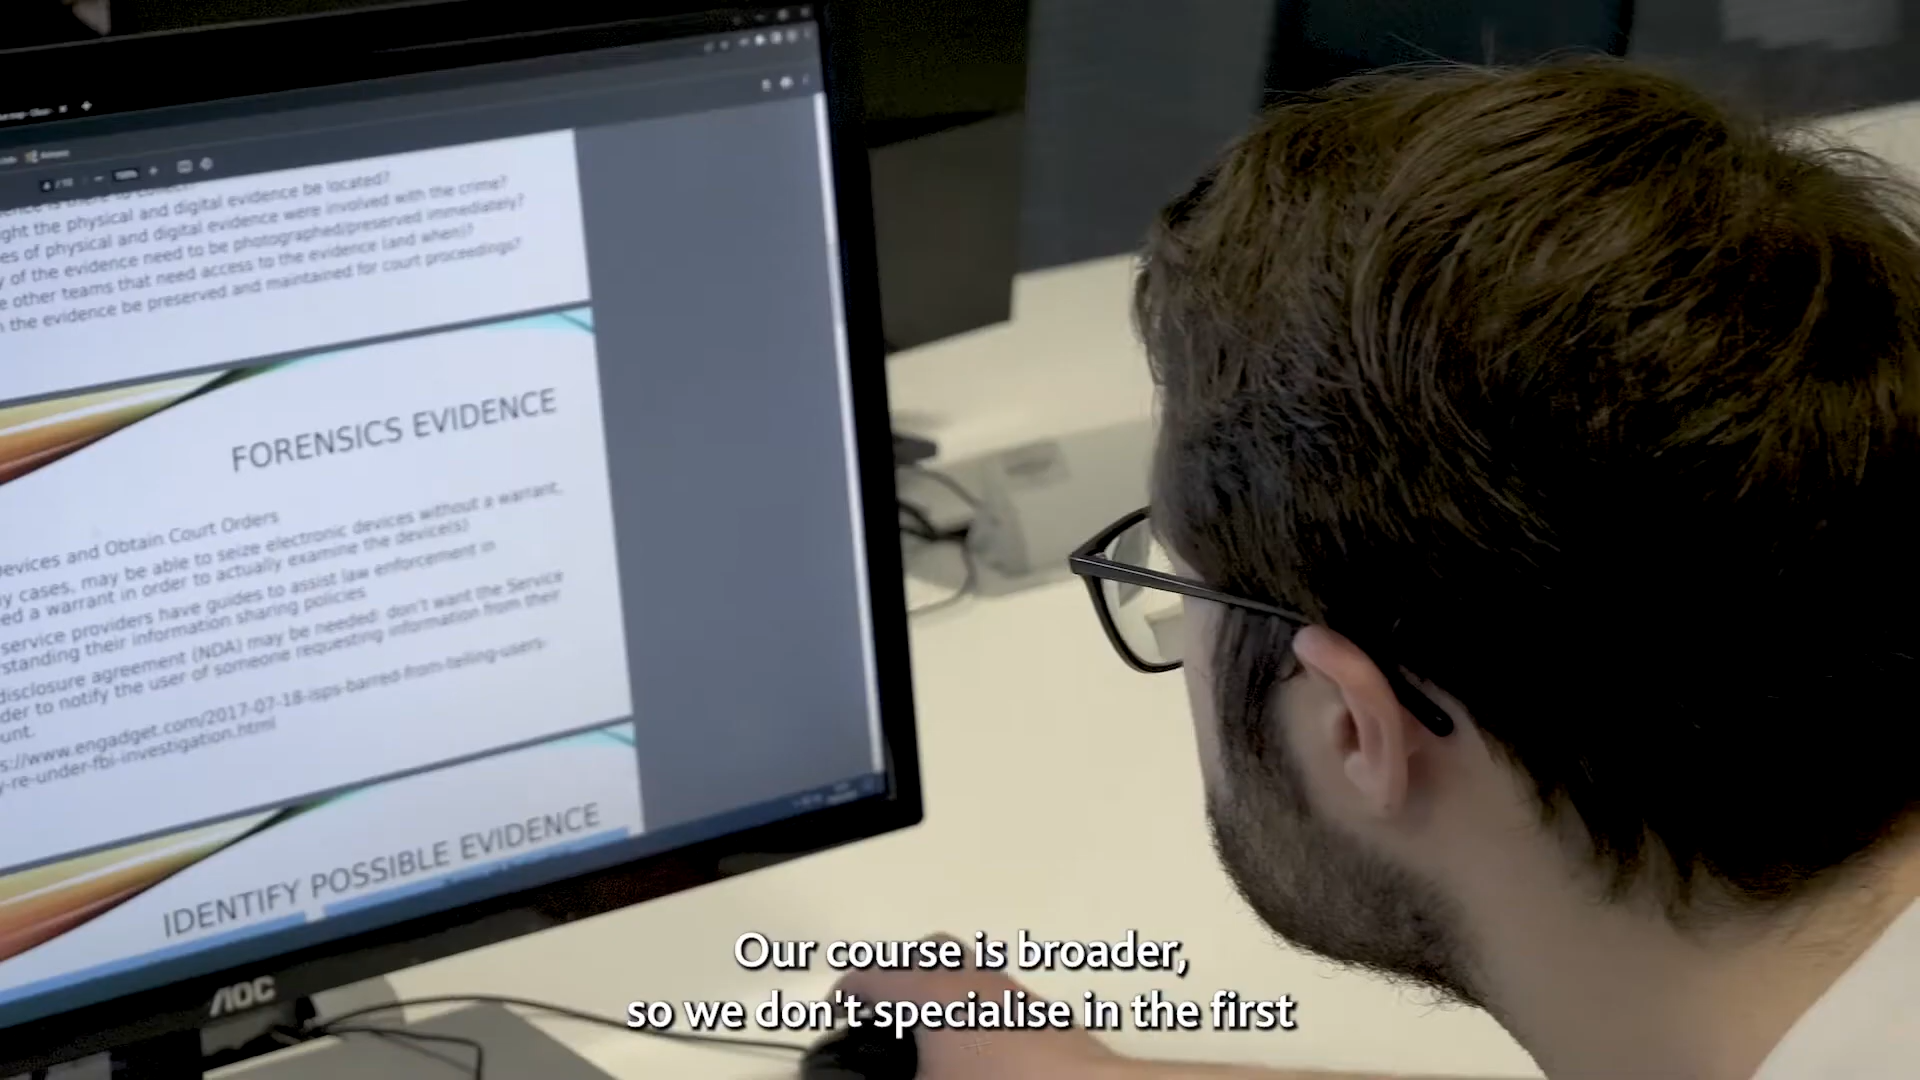 ight the physical and digital evidence be located?
es of physical and digital evidence were involved with the crime?
y of the evidence need to be photographed/preserved immediately?
e other teams that need access to the evidence (and when)?
n the evidence be preserved and maintained for court proceedings?
FORENSICS EVIDENCE
evices and Obtain Court Orders
y cases, may be able to seize electronic devices without a warrant,
ed a warrant in order to actually examine the device(s)
service providers have guides to assist law enforcement in
standing their information sharing policies
disclosure agreement (NDA) may be needed: don't want the Service
der to notify the user of someone requesting information from their
unt.
s://www.engadget.com/2017-07-18-isps-barred-from-telling-users-
y-re-under-fbi-investigation.html
IDENTIFY POSSIBLE EVIDENCE
AOC
Our course is broader,
so we don't specialise in the first